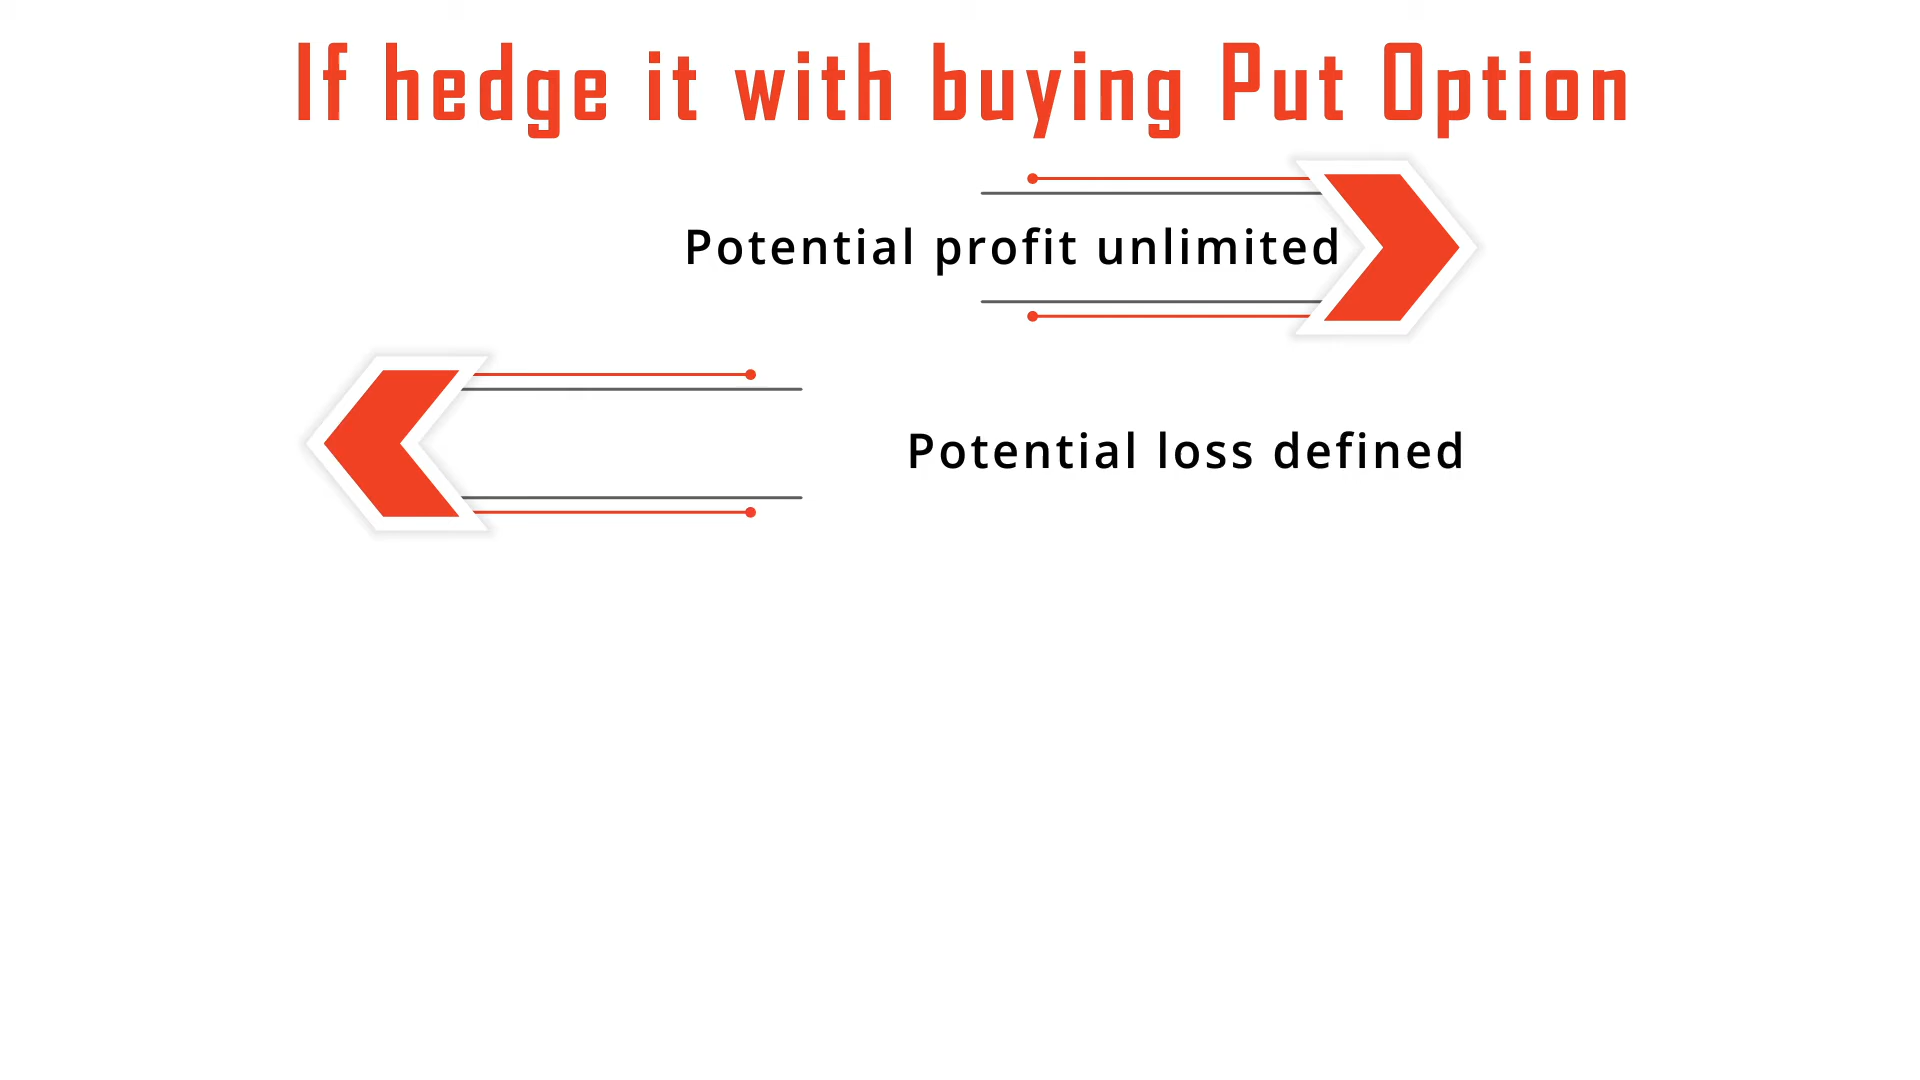 If hedge it with buying Put Option
Potential profit unlimited
Potential loss defined